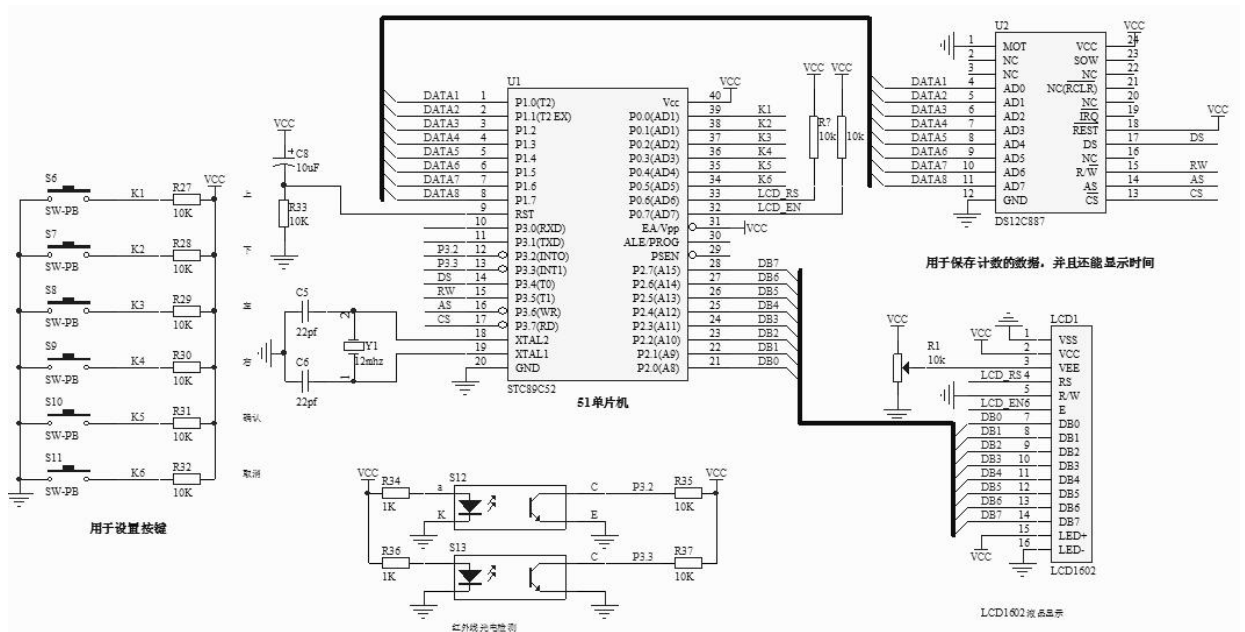 VCC
C8
10uF
R33
10K
S6
SW-PB
K1
R27
10K
VCC
上
S7
SW-PB
K2
R28
10K
下
S8
SW-PB
K3
R29
10K
S9
SW-PB
K4
R30
10K
右
S10
SW-PB
K5
R31
10K
确认
S11
SW-PB
K6
R32
10K
取消
用于设置按键
C5
22pf
C6
22pf
2
Y1
12mhz
1
U1
DATA1 1 P1.0(T2)
DATA2 2 P1.1(T2 EX)
DATA3 3 P1.2
DATA4 4 P1.3
DATA5 5 P1.4
DATA6 6 P1.5
DATA7 7 P1.6
DATA8 8 P1.7
9 RST
10 P3.0(RXD)
11 P3.1(TXD)
P3.2 12 P3.2(INTO)
P3.3 13 P3.3(INT1)
DS 14 P3.4(T0)
RW 15 P3.5(T1)
AS 16 P3.6(WR)
CS 17 P3.7(RD)
18 XTAL2
19 XTAL1
20 GND
STC89C52
51单片机
VCC
Vcc 40
P0.0(AD1) 39 K1
P0.1(AD1) 38 K2
P0.2(AD2) 37 K3
P0.3(AD3) 36 K4
P0.4(AD4) 35 K5
P0.5(AD5) 34 K6
P0.6(AD6) 33 LCD_RS
P0.7(AD7) 32 LCD_EN
EA/Vpp 31 VCC
ALE/PROG 30
PSEN 29
P2.7(A15) 28 DB7
P2.6(A14) 27 DB6
P2.5(A13) 26 DB5
P2.4(A12) 25 DB4
P2.3(A11) 24 DB3
P2.2(A10) 23 DB2
P2.1(A9) 22 DB1
P2.0(A8) 21 DB0
VCC VCC
R?
10k
10k
U2
1 MOT
2 NC
3 NC
DATA1 4 AD0
DATA2 5 AD1
DATA3 6 AD2
DATA4 7 AD3
DATA5 8 AD4
DATA6 9 AD5
DATA7 10 AD6
DATA8 11 AD7
12 GND
VCC
VCC 24
SQW 23
NC 22
NC(RCLR) 21
NC 20
IRQ 19
REST 18 VCC
DS 17 DS
NC
R/W 15 RW
AS 14 AS
CS 13 CS
DS12C887
用于保存计数的数据，并且还能显示时间
VCC
R1
10k
VCC
LCD1
1 VSS
2 VCC
3 VEE
LCD_RS 4 RS
5 R/W
LCD_EN 6 E
DB0 7 DB0
DB1 8 DB1
DB2 9 DB2
DB3 10 DB3
DB4 11 DB4
DB5 12 DB5
DB6 13 DB6
DB7 14 DB7
15 LED+
16 LED-
VCC
LCD1602
LCD1602液晶显示
VCC
R34
1K
a
K
S12
C
E
P3.2
R35
10K
VCC
R36
1K
S13
C
P3.3
R37
10K
红外线光电检测